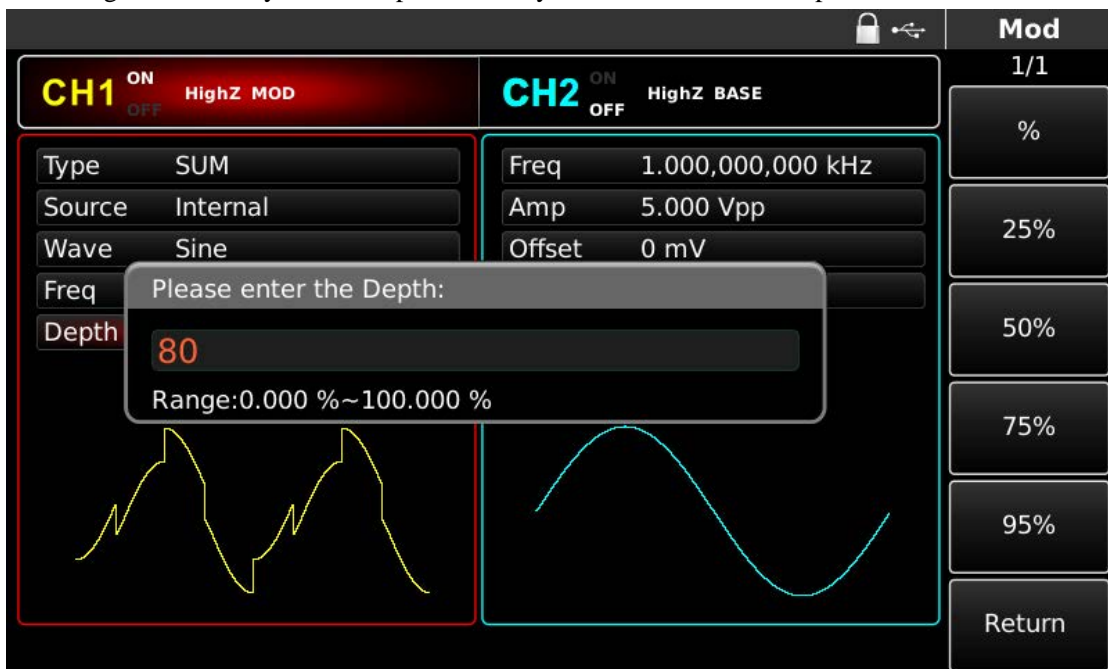 Mod
1/1
CH1 ON OFF HighZ MOD
CH2 ON OFF HighZ BASE
Type SUM
Source Internal
Wave Sine
Freq
Depth
Freq 1.000,000,000 kHz
Amp 5.000 Vpp
Offset 0 mV
Please enter the Depth:
80
Range:0.000 %~100.000 %
%
25%
50%
75%
95%
Return